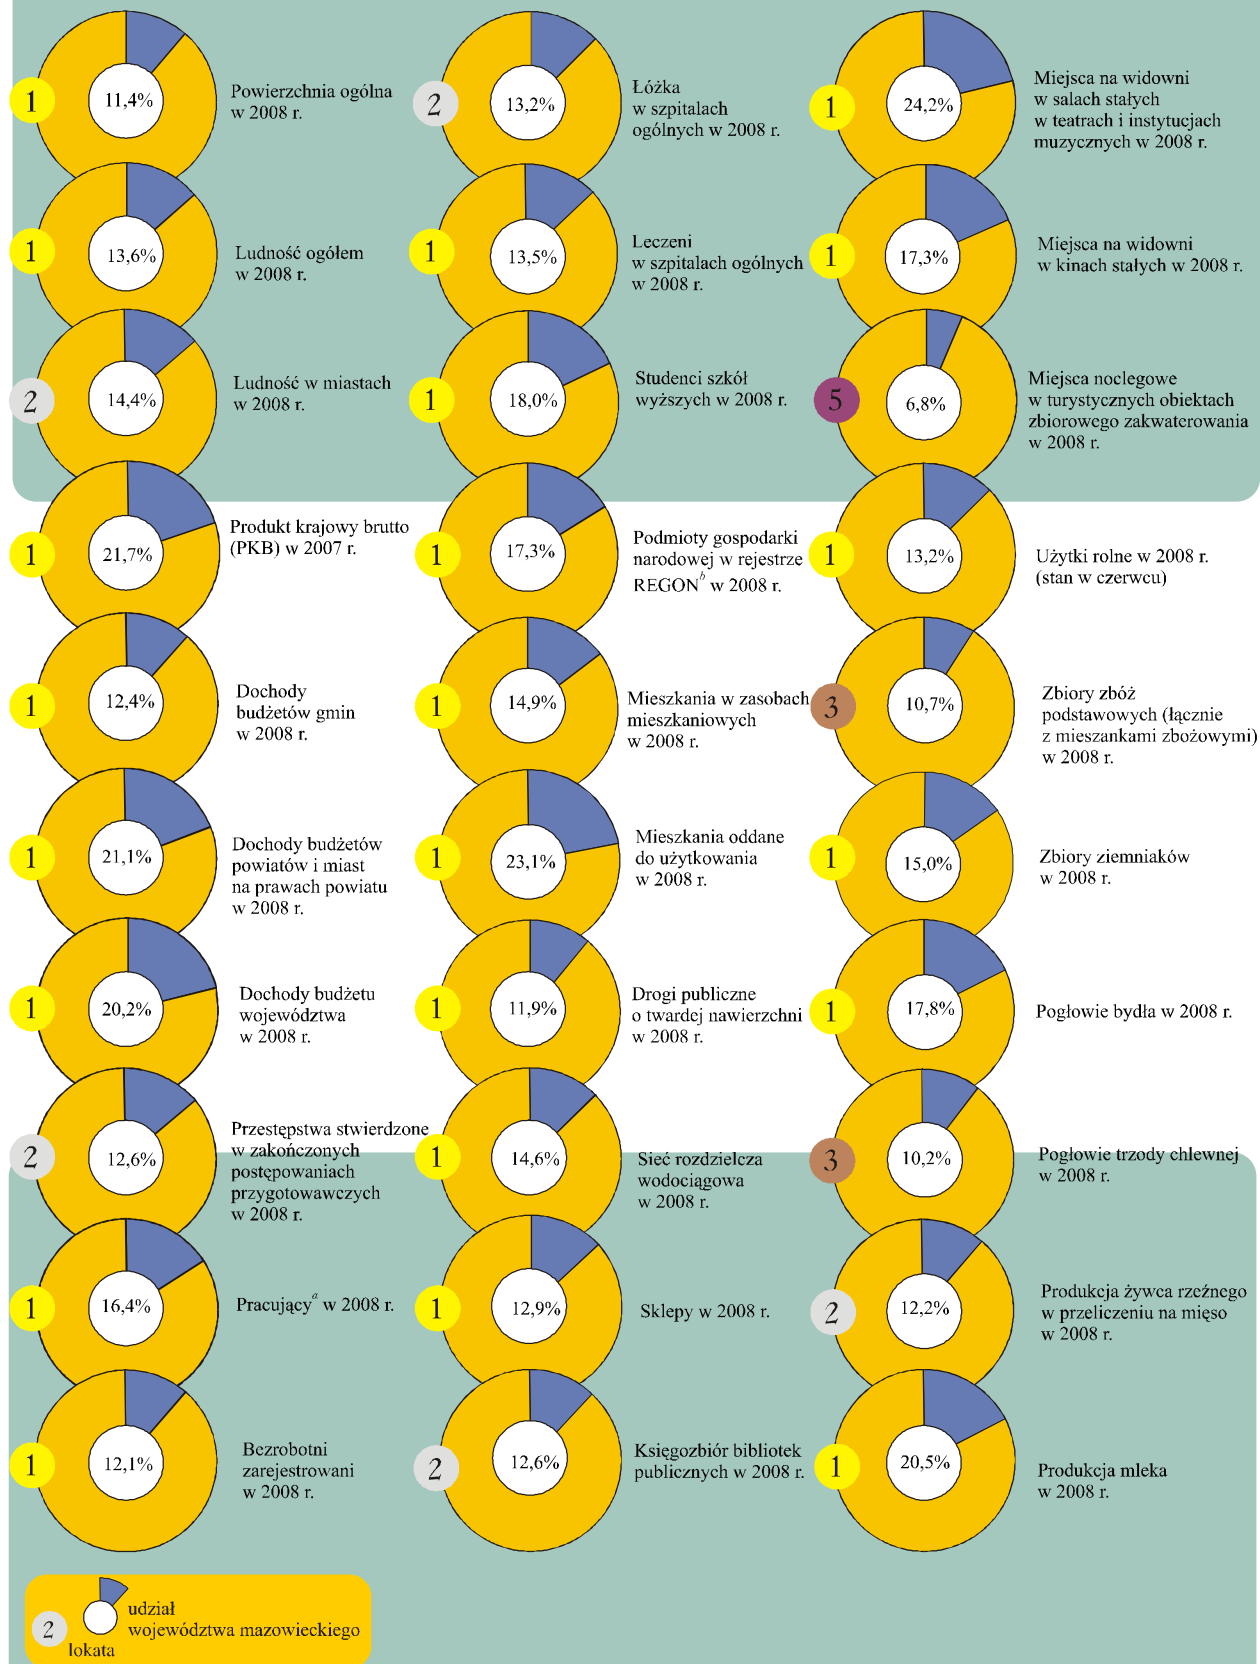 1
11,4%
Powierzchnia ogólna
w 2008 r.
1
13,6%
Ludność ogółem
w 2008 r.
2
14,4%
Ludność w miastach
w 2008 r.
1
21,7%
Produkt krajowy brutto
(PKB) w 2007 r.
1
12,4%
Dochody
budżetów gmin
w 2008 r.
1
21,1%
Dochody budżetów
powiatów i miast
na prawach powiatu
w 2008 r.
1
20,2%
Dochody budżetu
województwa
w 2008 r.
2
12,6%
Przestępstwa stwierdzone
w zakończonych
postępowaniach
przygotowawczych
w 2008 r.
1
16,4%
Pracujący a w 2008 r.
1
12,1%
Bezrobotni
zarejestrowani
w 2008 r.
2
13,2%
Łóżka
w szpitalach
ogólnych w 2008 r.
1
13,5%
Leczeni
w szpitalach ogólnych
w 2008 r.
1
18,0%
Studenci szkół
wyższych w 2008 r.
1
17,3%
Podmioty gospodarki
narodowej w rejestrze
REGON b w 2008 r.
1
14,9%
Mieszkania w zasobach
mieszkaniowych
w 2008 r.
1
23,1%
Mieszkania oddane
do użytkowania
w 2008 r.
1
11,9%
Drogi publiczne
o twardej nawierzchni
w 2008 r.
1
14,6%
Sieć rozdzielcza
wodociągowa
w 2008 r.
1
12,9%
Sklepy w 2008 r.
2
12,6%
Księgozbiór bibliotek
publicznych w 2008 r.
1
24,2%
Miejsca na widowni
w salach stałych
w teatrach i instytucjach
muzycznych w 2008 r.
1
17,3%
Miejsca na widowni
w kinach stałych w 2008 r.
5
6,8%
Miejsca noclegowe
w turystycznych obiektach
zbiorowego zakwaterowania
w 2008 r.
1
13,2%
Użytki rolne w 2008 r.
(stan w czerwcu)
3
10,7%
Zbiory zbóż
podstawowych (łącznie
z mieszankami zbożowymi)
w 2008 r.
1
15,0%
Zbiory ziemniaków
w 2008 r.
1
17,8%
Pogłowie bydła w 2008 r.
3
10,2%
Pogłowie trzody chlewnej
w 2008 r.
2
12,2%
Produkcja żywca rzeźnego
w przeliczeniu na mięso
w 2008 r.
1
20,5%
Produkcja mleka
w 2008 r.
2
lokata
udział
województwa mazowieckiego